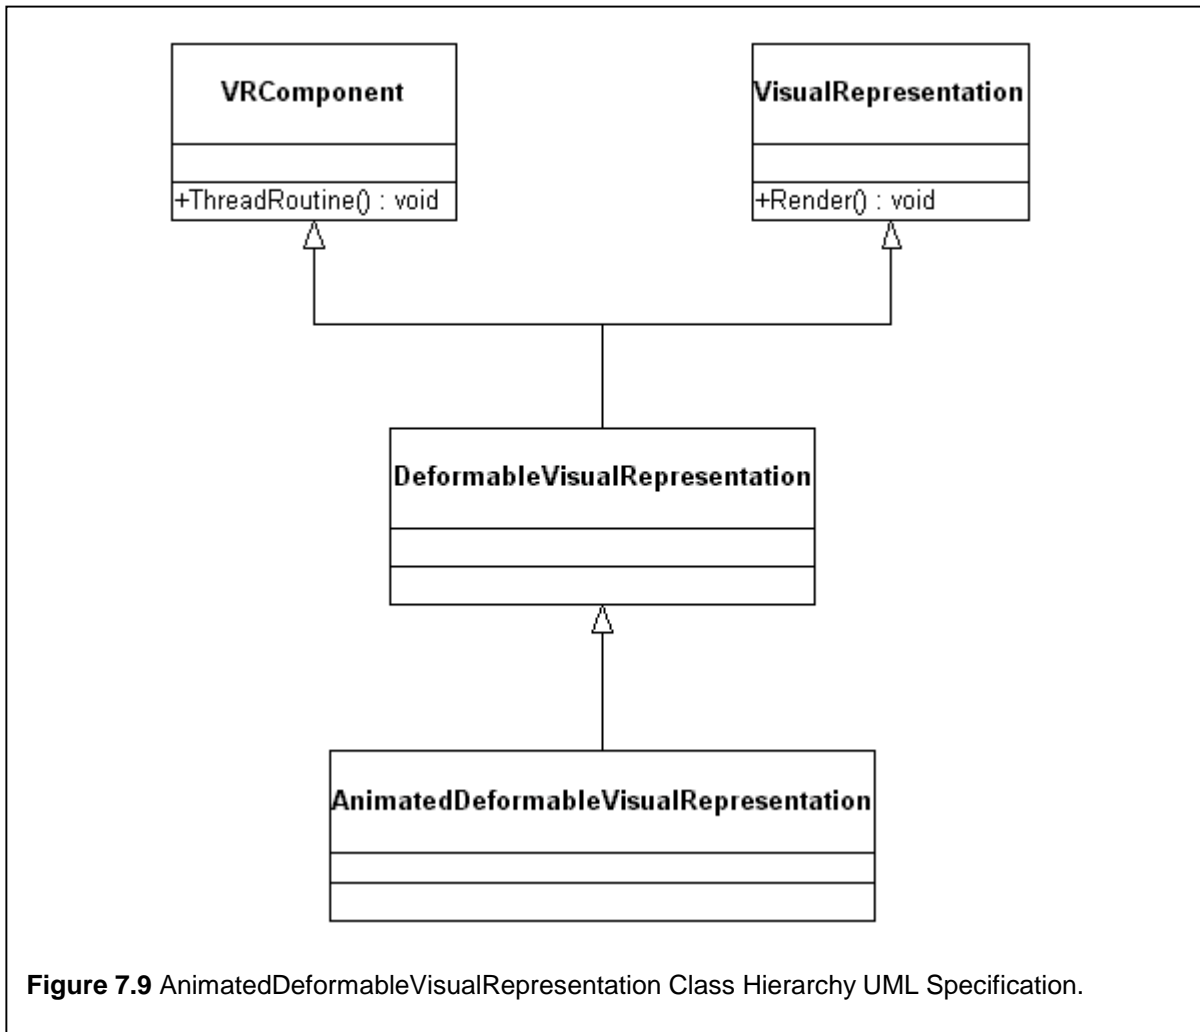 VRComponent
+ThreadRoutine() : void
VisualRepresentation
+Render() : void
DeformableVisualRepresentation
AnimatedDeformableVisualRepresentation
Figure 7.9 AnimatedDeformableVisualRepresentation Class Hierarchy UML Specification.